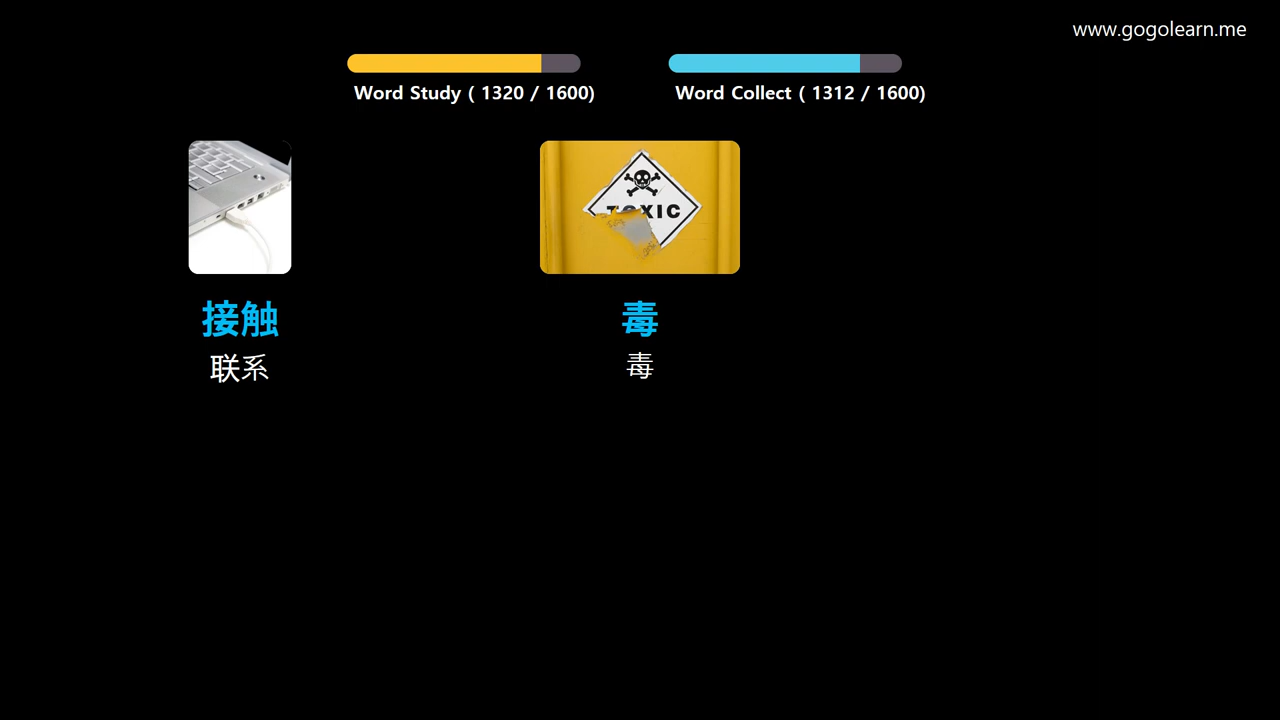 www.gogolearn.me
Word Study ( 1320 / 1600)
Word Collect ( 1312 / 1600)
TOXIC
接触
毒
联系
毒